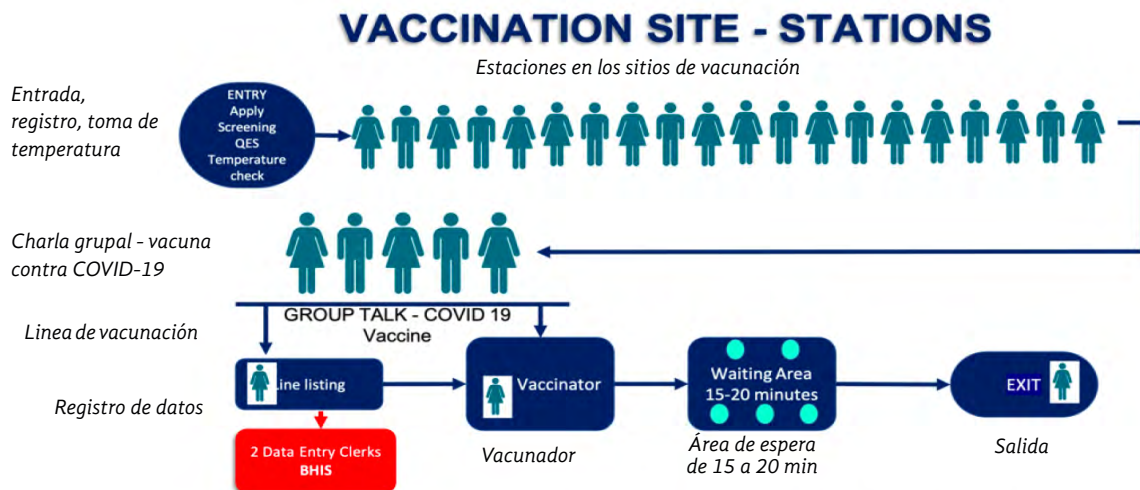 VACCINATION SITE - STATIONS
Estaciones en los sitios de vacunación
Entrada,
registro, toma de
temperatura
ENTRY
Apply
Screening
QES
Temperature
check
Charla grupal - vacuna
contra COVID-19
GROUP TALK - COVID 19
Vaccine
Linea de vacunación
ine listing
Vaccinator
Waiting Area
15-20 minutes
EXIT
Registro de datos
2 Data Entry Clerks
BHIS
Vacunador
Área de espera
de 15 a 20 min
Salida